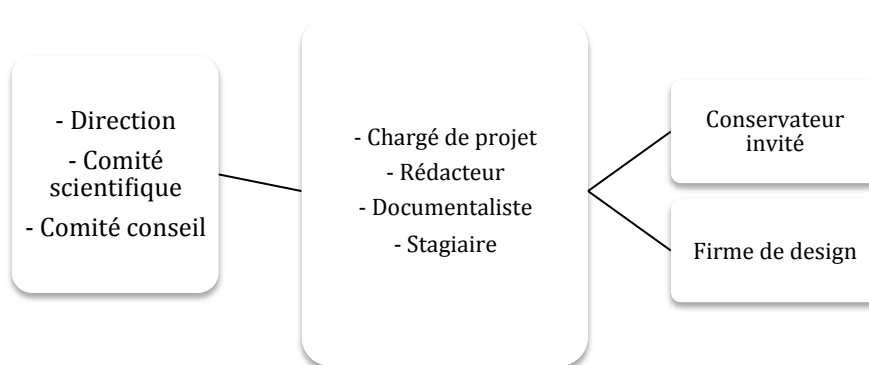 - Direction
- Comité
scientifique
- Comité conseil
- Chargé de projet
- Rédacteur
- Documentaliste
- Stagiaire
Conservateur
invité
Firme de design